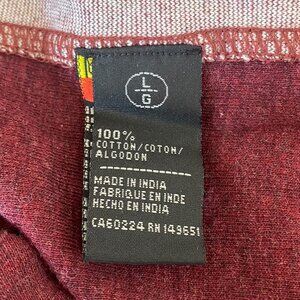 L
G
100%
COTTON/COTON/
ALGODON
MADE IN INDIA
FABRIQUE EN INDE
HECHO EN INDIA
CA60224 RN 149651